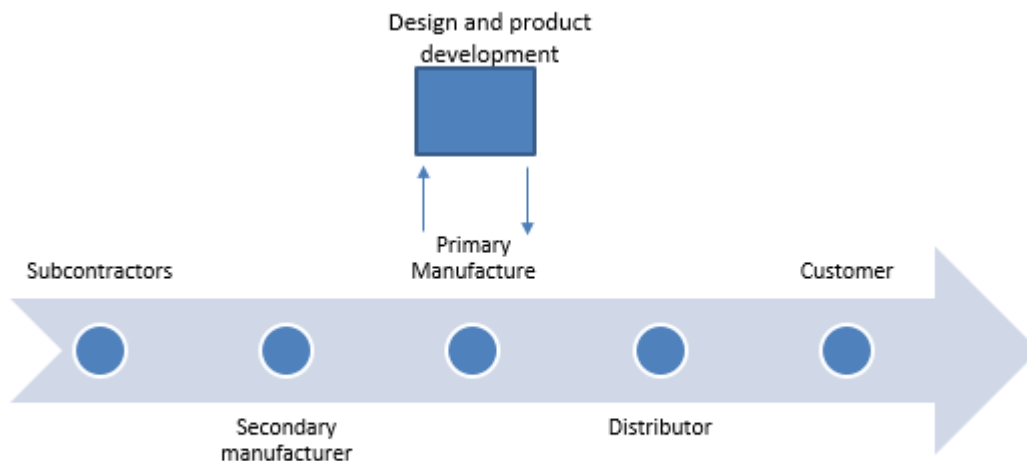 Design and product
development
Primary
Manufacture
Subcontractors
Customer
Secondary
manufacturer
Distributor